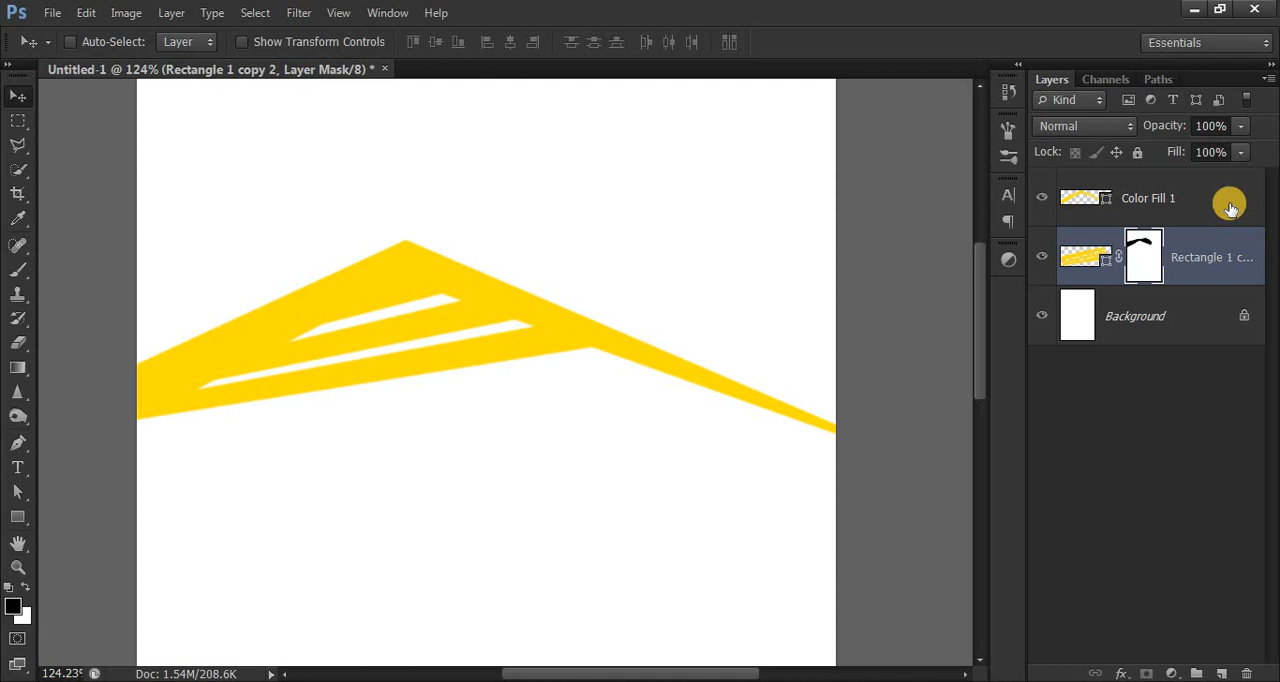 Ps File Edit Image Layer Type Select Filter View Window Help
Auto-Select: Layer Show Transform Controls Essentials
Untitled-1 @ 124% (Rectangle 1 copy 2, Layer Mask/8) * ×
Layers Channels Paths
Kind
Normal Opacity: 100%
Lock: Fill: 100%
Color Fill 1
Rectangle 1 c...
Background
124.23% Doc: 1.54M/208.6K